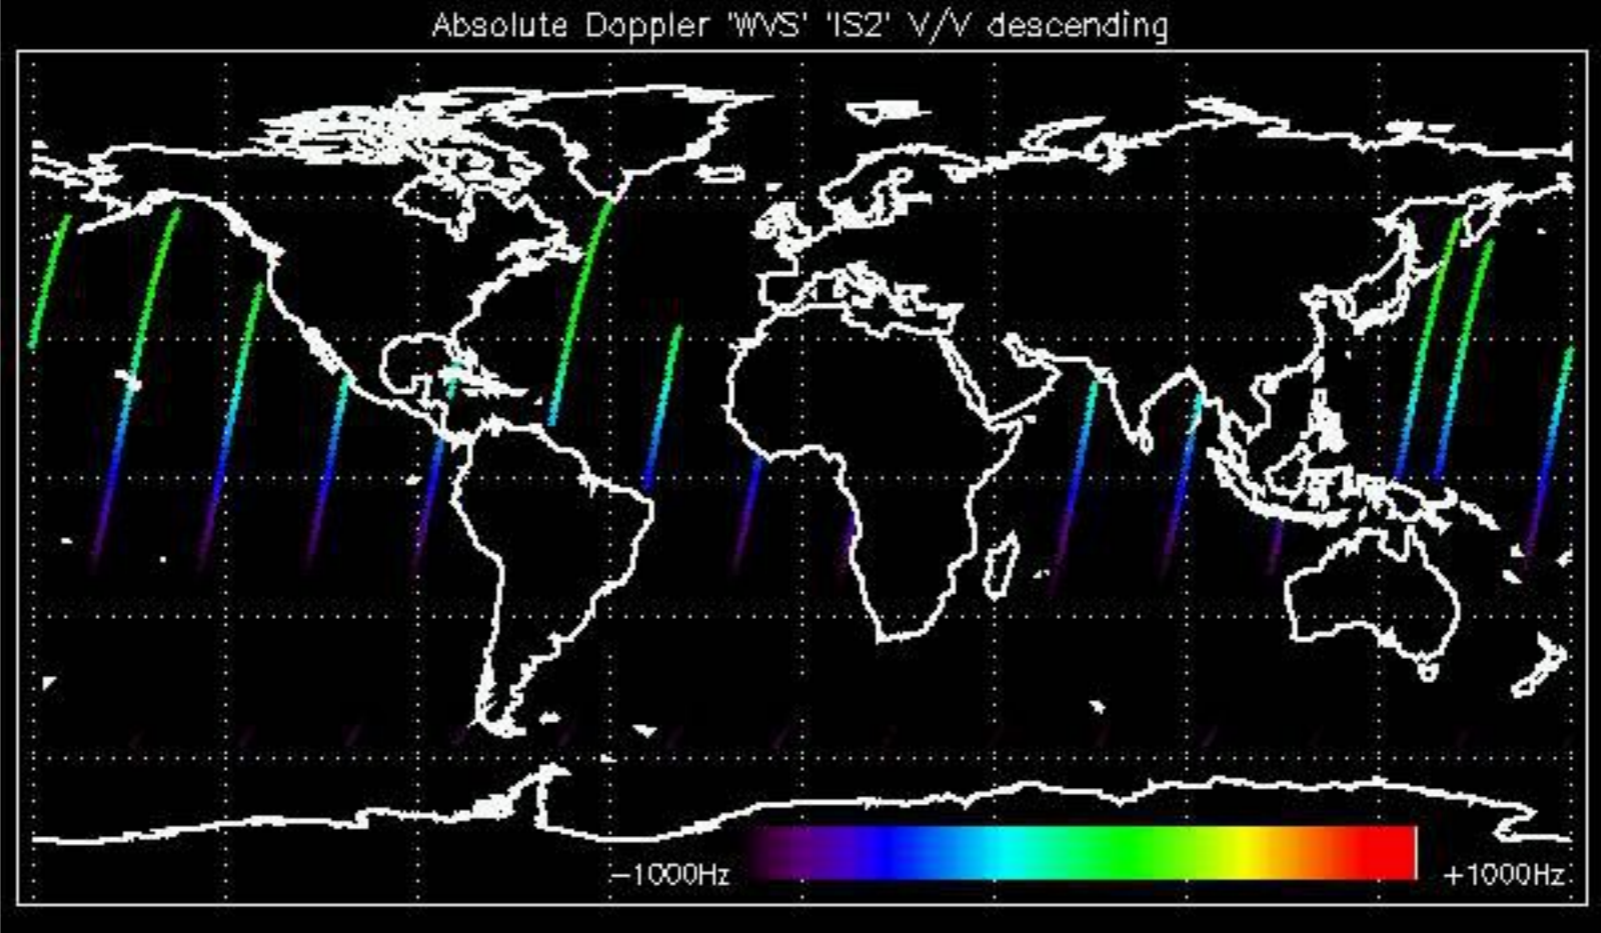 Absolute Doppler 'WVS' 'IS2' V/V descending
−1000Hz +1000Hz